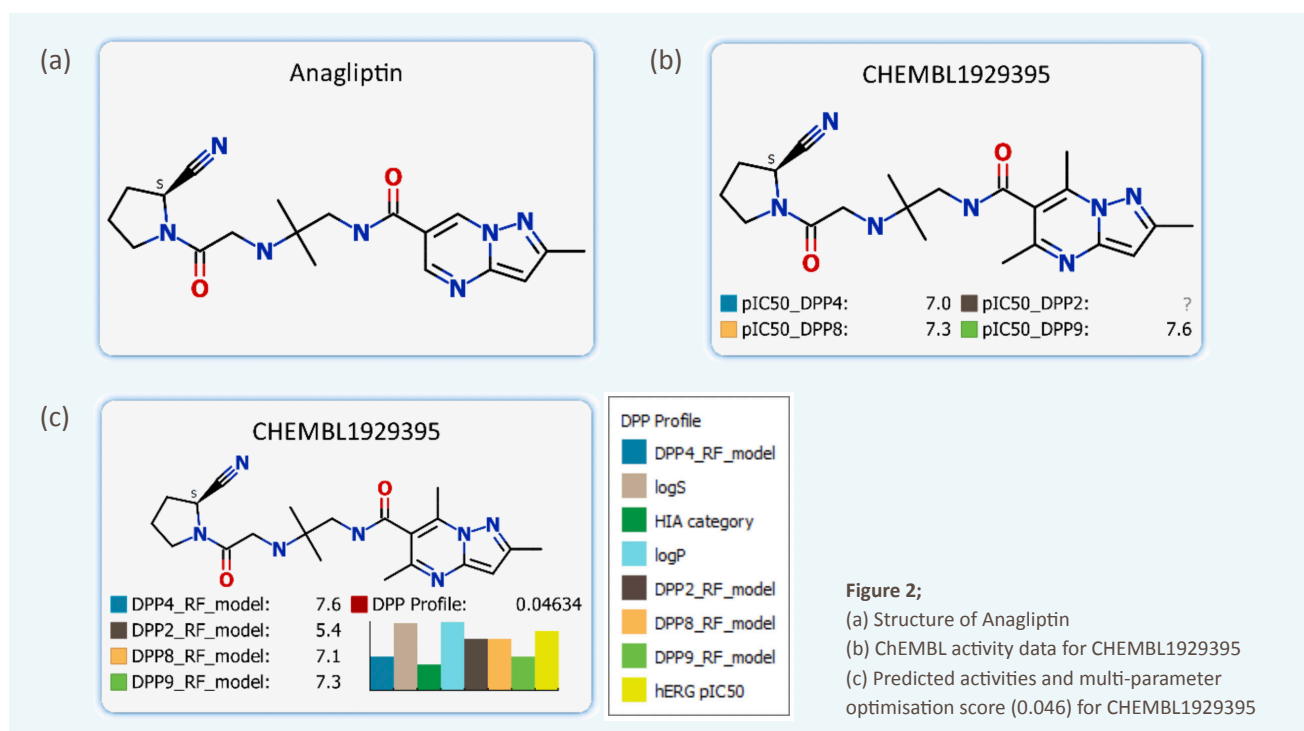 (a)
Anagliptin
N
S
N
O
N
N
H
O
N
N
N
(b)
CHEMBL1929395
N
S
N
O
N
N
H
O
N
N
N
pIC50_DPP4: 7.0 pIC50_DPP2: ?
pIC50_DPP8: 7.3 pIC50_DPP9: 7.6
(c)
CHEMBL1929395
N
S
N
O
N
N
H
O
N
N
N
DPP4_RF_model: 7.6 DPP Profile: 0.04634
DPP2_RF_model: 5.4
DPP8_RF_model: 7.1
DPP9_RF_model: 7.3
DPP Profile
DPP4_RF_model
logS
HIA category
logP
DPP2_RF_model
DPP8_RF_model
DPP9_RF_model
hERG pIC50
Figure 2;
(a) Structure of Anagliptin
(b) ChEMBL activity data for CHEMBL1929395
(c) Predicted activities and multi-parameter
optimisation score (0.046) for CHEMBL1929395